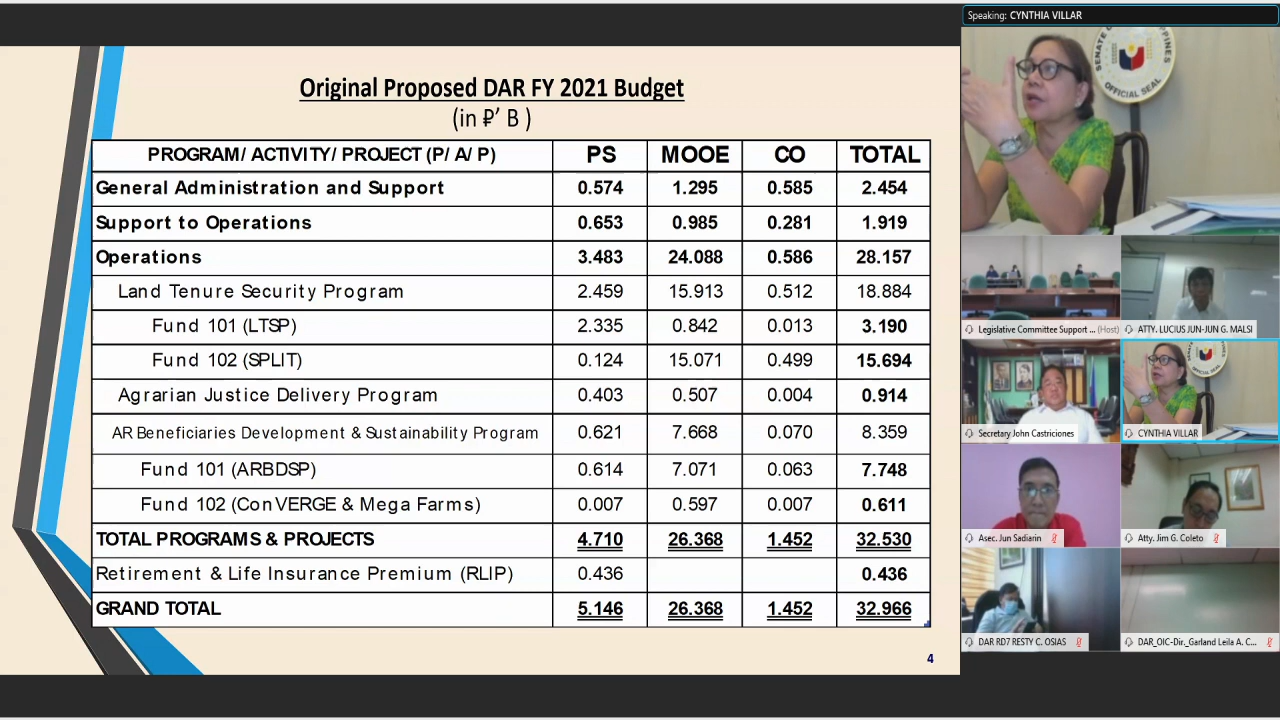 Speaking: CYNTHIA VILLAR
Original Proposed DAR FY 2021 Budget
(in ₱' B )
PROGRAM/ ACTIVITY/ PROJECT (P/ A/ P) PS MOOE CO TOTAL
General Administration and Support 0.574 1.295 0.585 2.454
Support to Operations 0.653 0.985 0.281 1.919
Operations 3.483 24.088 0.586 28.157
Land Tenure Security Program 2.459 15.913 0.512 18.884
Fund 101 (LTSP) 2.335 0.842 0.013 3.190
Fund 102 (SPLIT) 0.124 15.071 0.499 15.694
Agrarian Justice Delivery Program 0.403 0.507 0.004 0.914
AR Beneficiaries Development & Sustainability Program 0.621 7.668 0.070 8.359
Fund 101 (ARBDSP) 0.614 7.071 0.063 7.748
Fund 102 (ConVERGE & Mega Farms) 0.007 0.597 0.007 0.611
TOTAL PROGRAMS & PROJECTS 4.710 26.368 1.452 32.530
Retirement & Life Insurance Premium (RLIP) 0.436 0.436
GRAND TOTAL 5.146 26.368 1.452 32.966
4
OFFICIAL SEAL
Legislative Committee Support ... (Host)
ATTY. LUCIUS JUN-JUN G. MALSI
Secretary John Castriciones
CYNTHIA VILLAR
Asec. Jun Sadiarin
Atty. Jim G. Coleto
DAR RD7 RESTY C. OSIAS
DAR_OIC-Dir._Garland Leila A. C...